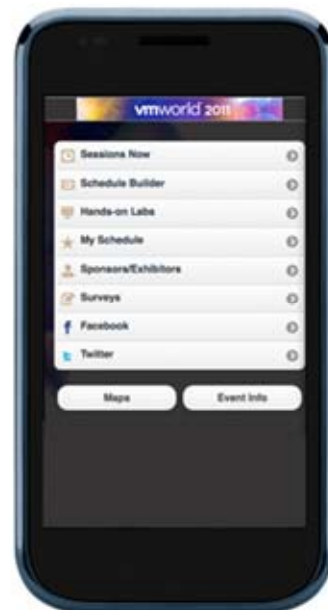 vmworld 2011
Sessions Now
Schedule Builder
Hands-on Labs
My Schedule
Sponsors/Exhibitors
Surveys
Facebook
Twitter
Maps Event Info